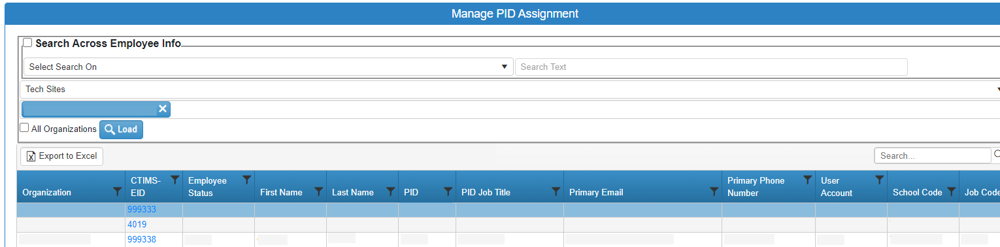 Manage PID Assignment
Search Across Employee Info
Select Search On
Search Text
Tech Sites
All Organizations Load
Export to Excel
Search...
Organization CTIMS-EID Employee Status First Name Last Name PID PID Job Title Primary Email Primary Phone Number User Account School Code Job Code
999333
4019
999338